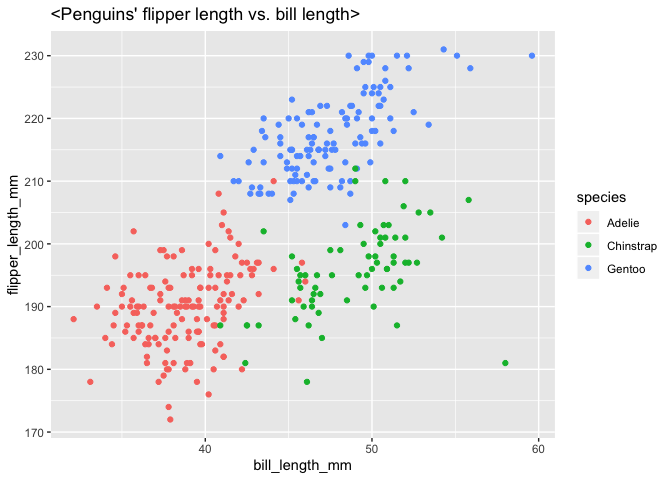 <Penguins' flipper length vs. bill length>
230
220
210
200
190
180
170
flipper_length_mm
40
50
60
bill_length_mm
species
Adelie
Chinstrap
Gentoo